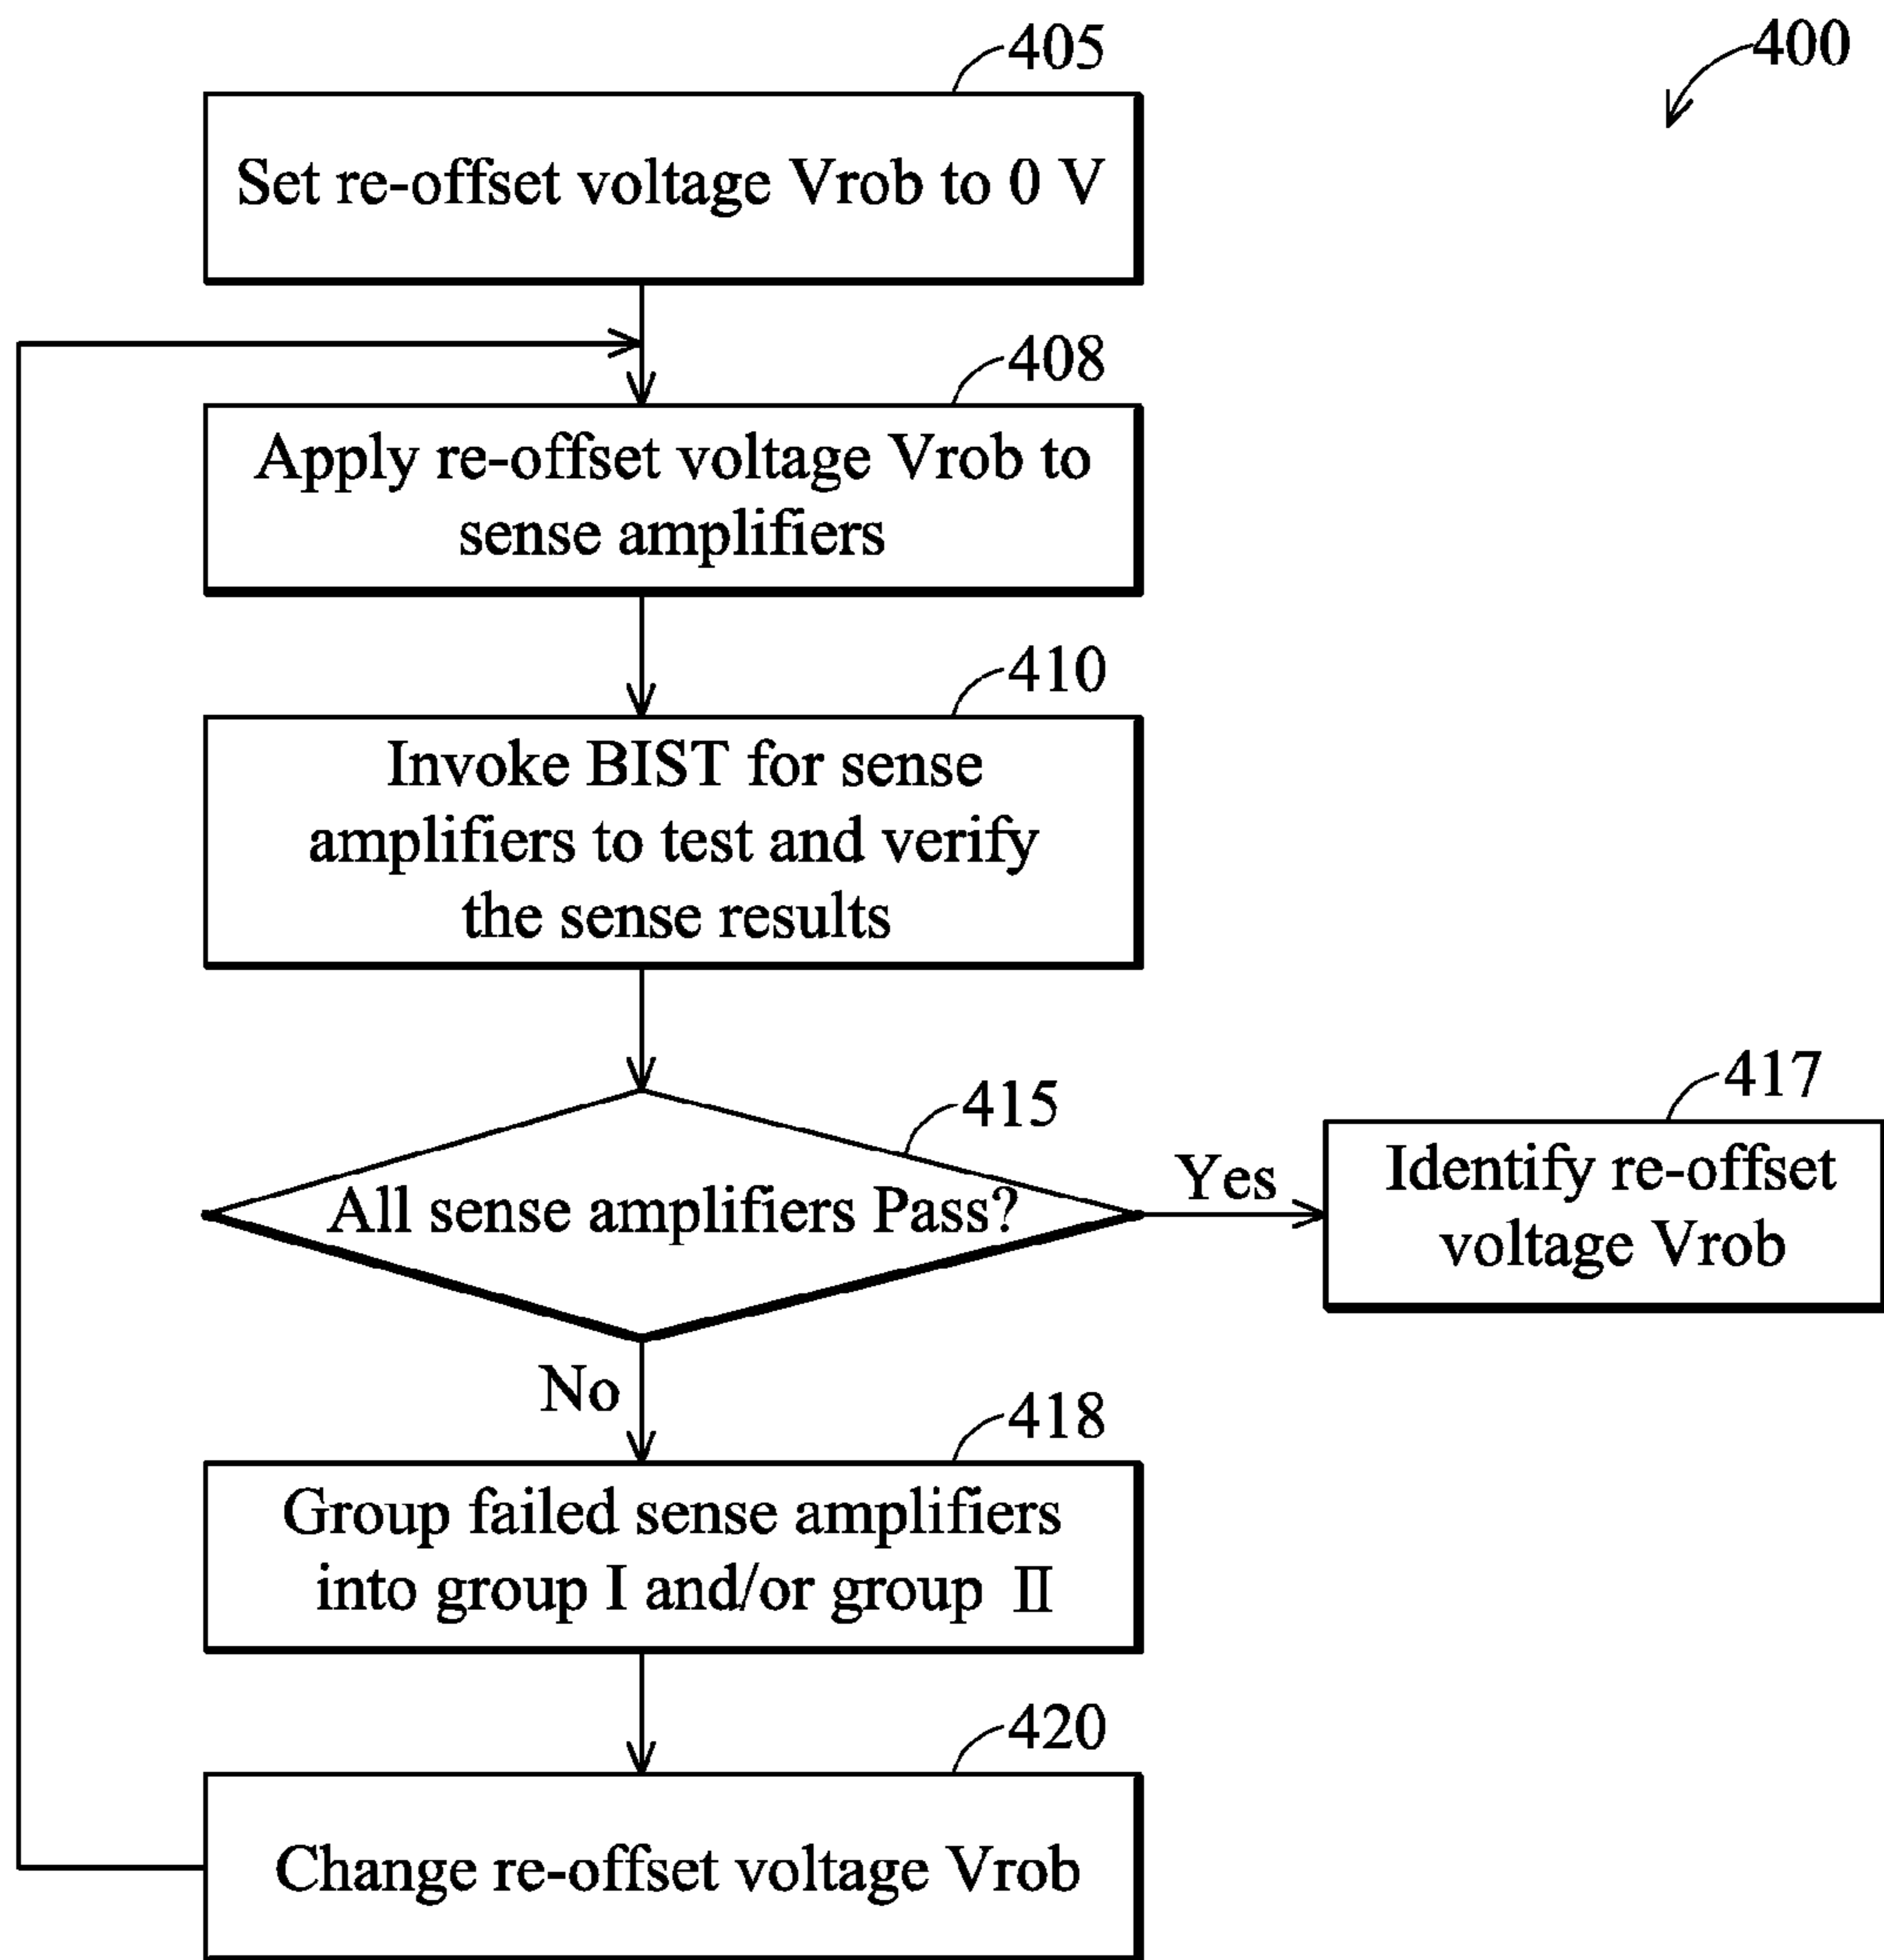 400
405
Set re-offset voltage Vrob to 0 V
408
Apply re-offset voltage Vrob to
sense amplifiers
410
Invoke BIST for sense
amplifiers to test and verify
the sense results
415
All sense amplifiers Pass?
Yes
417
Identify re-offset
voltage Vrob
No
418
Group failed sense amplifiers
into group I and/or group II
420
Change re-offset voltage Vrob